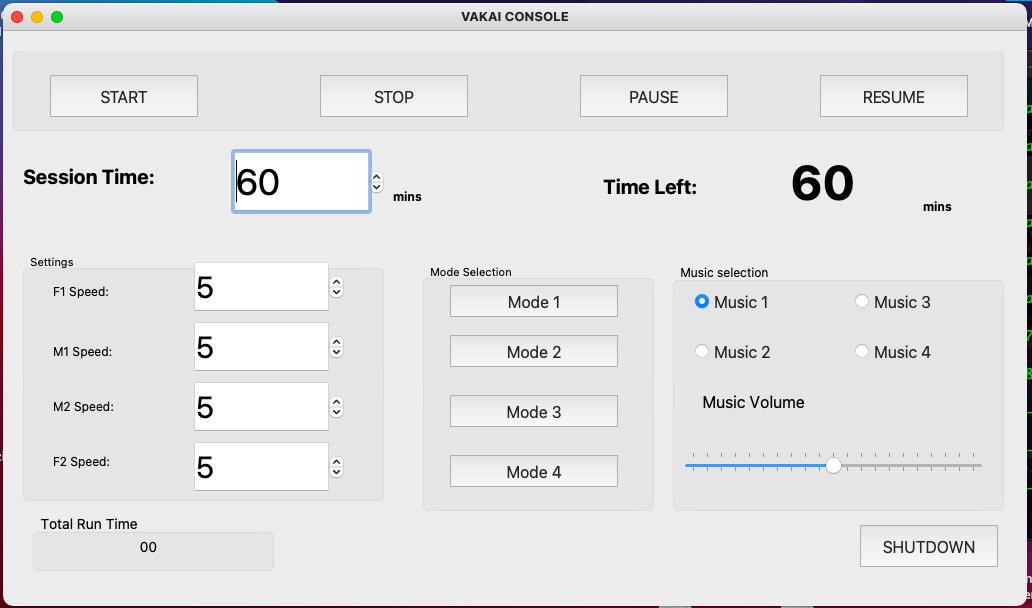 VAKAI CONSOLE
START STOP PAUSE RESUME
Session Time: 60 mins Time Left: 60 mins
Settings
F1 Speed: 5
M1 Speed: 5
M2 Speed: 5
F2 Speed: 5
Mode Selection
Mode 1
Mode 2
Mode 3
Mode 4
Music selection
Music 1 Music 3
Music 2 Music 4
Music Volume
Total Run Time
00
SHUTDOWN